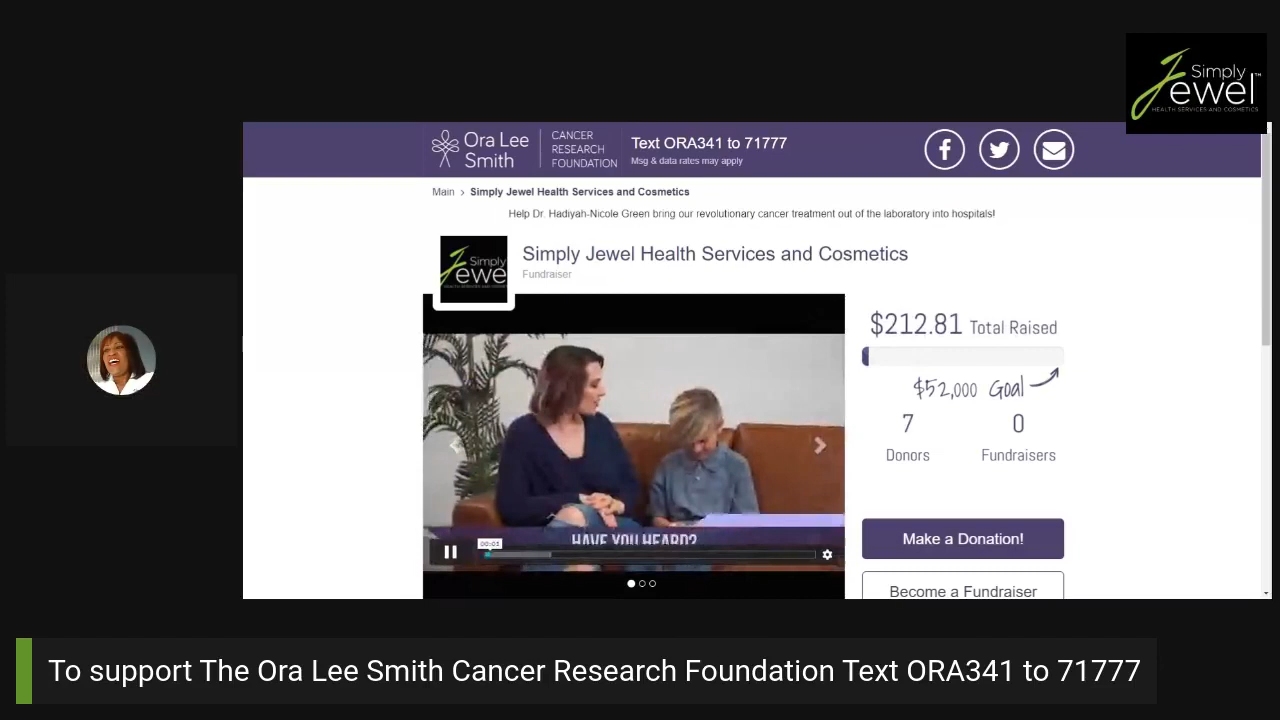 Simply
Jewel™
HEALTH SERVICES AND COSMETICS
Ora Lee
Smith
CANCER
RESEARCH
FOUNDATION
Text ORA341 to 71777
Msg & data rates may apply
Main > Simply Jewel Health Services and Cosmetics
Help Dr. Hadiyah-Nicole Green bring our revolutionary cancer treatment out of the laboratory into hospitals!
Simply
Jewel
Simply Jewel Health Services and Cosmetics
Fundraiser
$212.81 Total Raised
$52,000 Goal
7
0
Donors
Fundraisers
HAVE YOU HEARD?
00:03
Make a Donation!
Become a Fundraiser
To support The Ora Lee Smith Cancer Research Foundation Text ORA341 to 71777